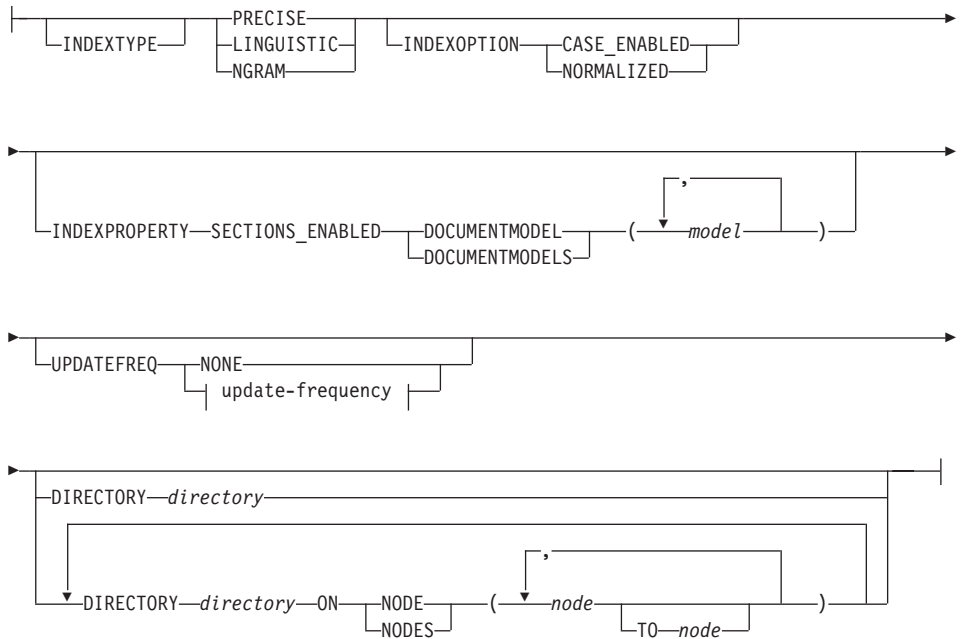 PRECISE
INDEXTYPE LINGUISTIC INDEXOPTION CASE_ENABLED
NGRAM NORMALIZED
,
INDEXPROPERTY SECTIONS_ENABLED DOCUMENTMODEL ( model )
DOCUMENTMODELS
UPDATEFREQ NONE
update-frequency
DIRECTORY directory
,
DIRECTORY directory ON NODE ( node )
NODES TO node